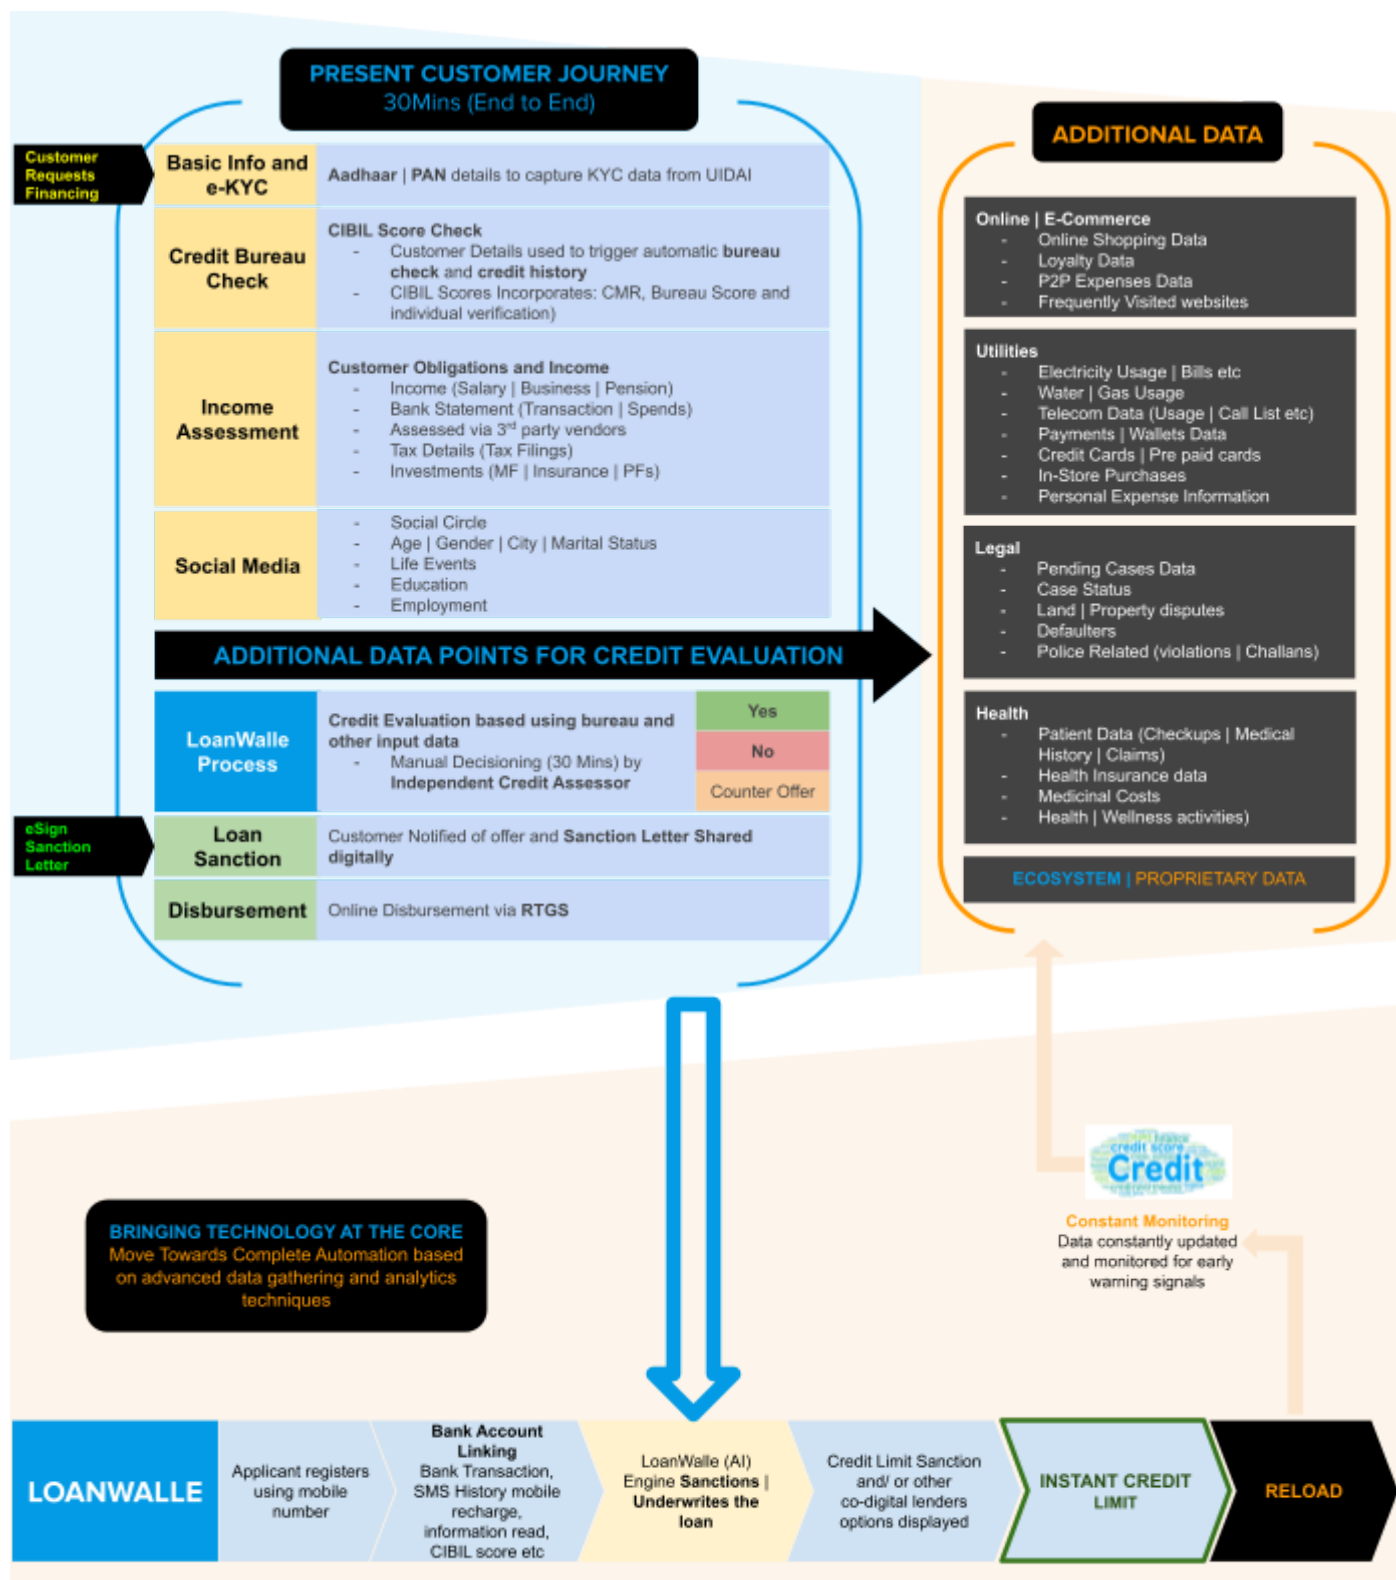 PRESENT CUSTOMER JOURNEY
30Mins (End to End)
Customer
Requests
Financing
Basic Info and
e-KYC
Aadhaar | PAN details to capture KYC data from UIDAI
Credit Bureau
Check
CIBIL Score Check
- Customer Details used to trigger automatic bureau
check and credit history
- CIBIL Scores Incorporates: CMR, Bureau Score and
individual verification)
Income
Assessment
Customer Obligations and Income
- Income (Salary | Business | Pension)
- Bank Statement (Transaction | Spends)
- Assessed via 3rd party vendors
- Tax Details (Tax Filings)
- Investments (MF | Insurance | PFs)
Social Media
- Social Circle
- Age | Gender | City | Marital Status
- Life Events
- Education
- Employment
ADDITIONAL DATA POINTS FOR CREDIT EVALUATION
LoanWalle
Process
Credit Evaluation based using bureau and
other input data
- Manual Decisioning (30 Mins) by
Independent Credit Assessor
Yes
No
Counter Offer
eSign
Sanction
Letter
Loan
Sanction
Customer Notified of offer and Sanction Letter Shared
digitally
Disbursement
Online Disbursement via RTGS
ADDITIONAL DATA
Online | E-Commerce
- Online Shopping Data
- Loyalty Data
- P2P Expenses Data
- Frequently Visited websites
Utilities
- Electricity Usage | Bills etc
- Water | Gas Usage
- Telecom Data (Usage | Call List etc)
- Payments | Wallets Data
- Credit Cards | Pre paid cards
- In-Store Purchases
- Personal Expense Information
Legal
- Pending Cases Data
- Case Status
- Land | Property disputes
- Defaulters
- Police Related (violations | Challans)
Health
- Patient Data (Checkups | Medical
History | Claims)
- Health Insurance data
- Medicinal Costs
- Health | Wellness activities)
ECOSYSTEM | PROPRIETARY DATA
credit score
Credit
Constant Monitoring
Data constantly updated
and monitored for early
warning signals
BRINGING TECHNOLOGY AT THE CORE
Move Towards Complete Automation based
on advanced data gathering and analytics
techniques
LOANWALLE
Applicant registers
using mobile
number
Bank Account
Linking
Bank Transaction,
SMS History mobile
recharge,
information read,
CIBIL score etc
LoanWalle (AI)
Engine Sanctions |
Underwrites the
loan
Credit Limit Sanction
and/ or other
co-digital lenders
options displayed
INSTANT CREDIT
LIMIT
RELOAD